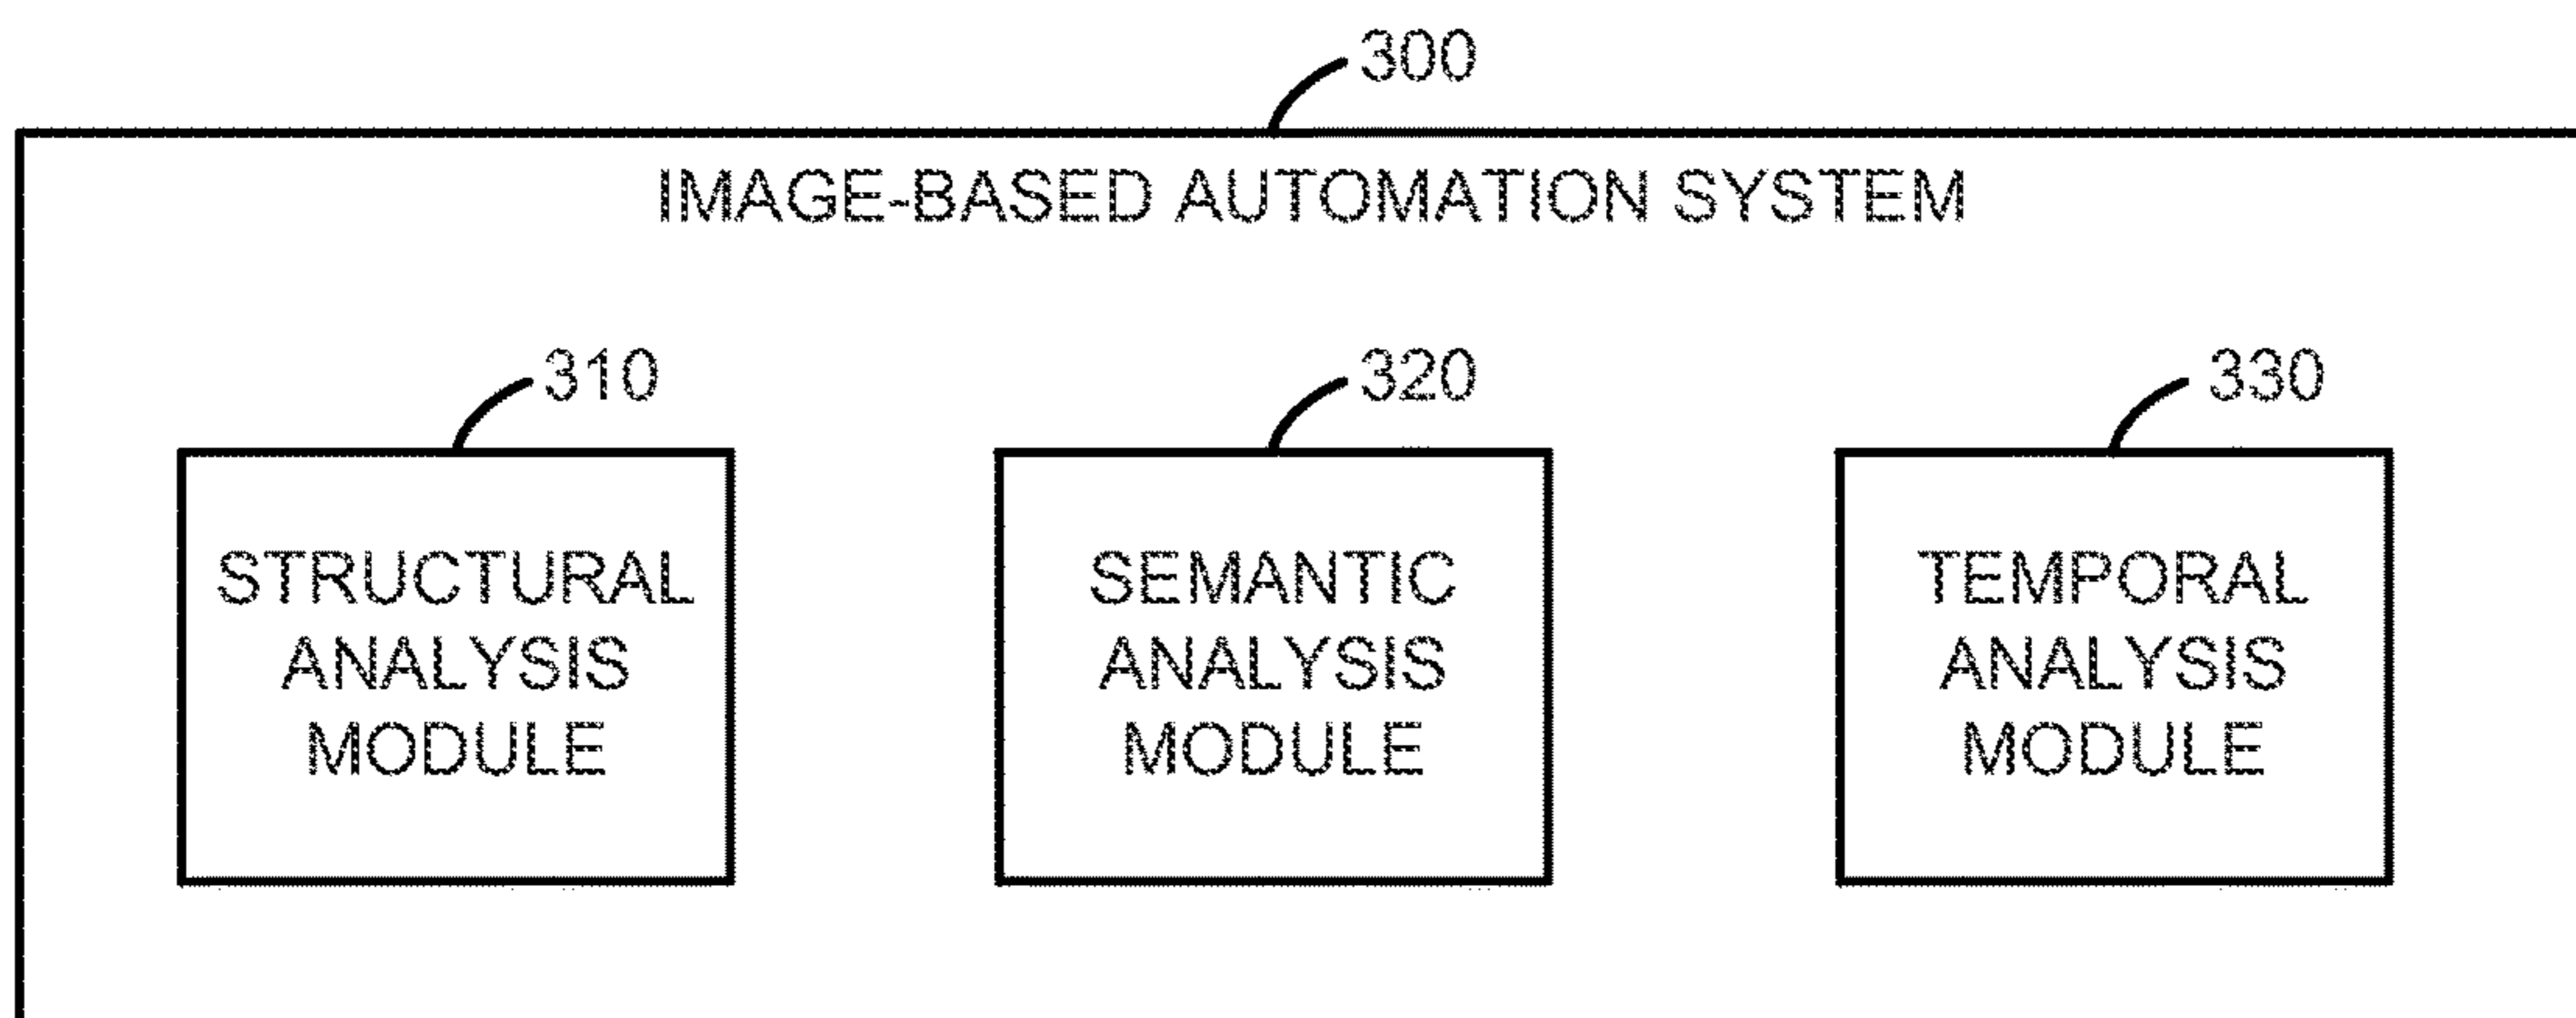 300
IMAGE-BASED AUTOMATION SYSTEM
310
320
330
STRUCTURAL
ANALYSIS
MODULE
SEMANTIC
ANALYSIS
MODULE
TEMPORAL
ANALYSIS
MODULE